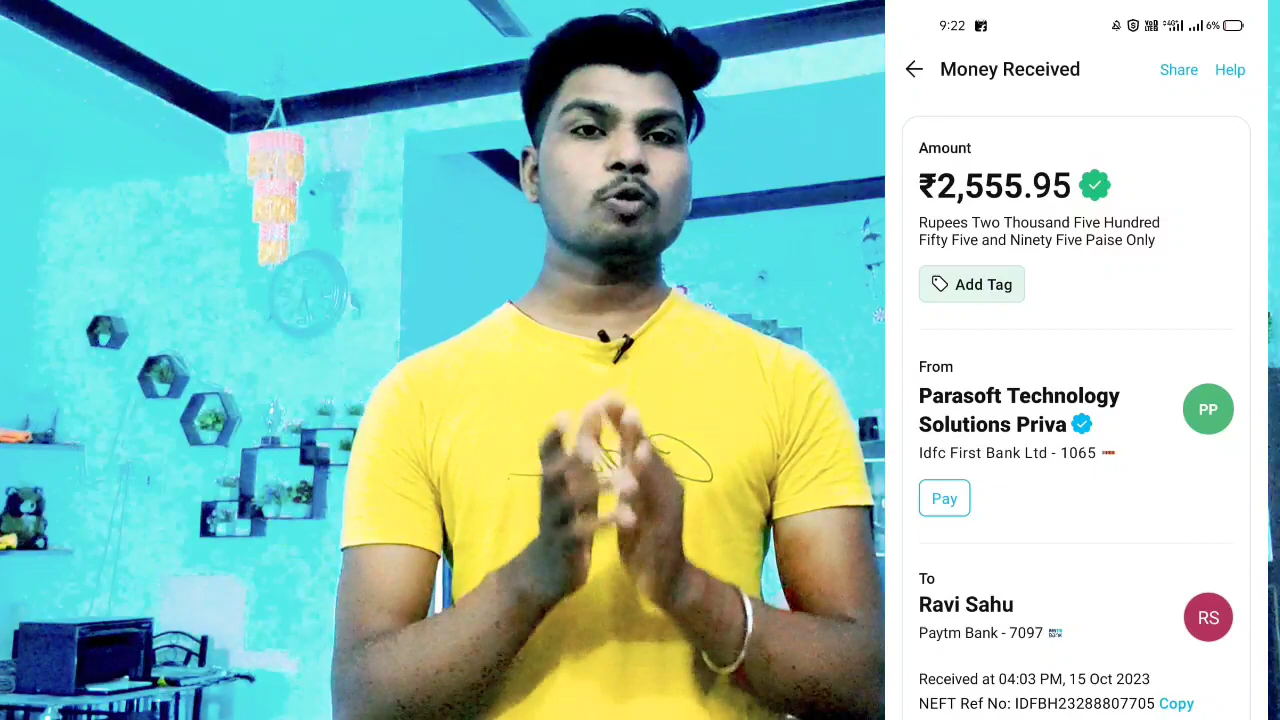 9:22
6%
Money Received
Share Help
Amount
₹2,555.95
Rupees Two Thousand Five Hundred
Fifty Five and Ninety Five Paise Only
Add Tag
From
Parasoft Technology
Solutions Priva
PP
Idfc First Bank Ltd - 1065
Pay
To
Ravi Sahu
RS
Paytm Bank - 7097
Received at 04:03 PM, 15 Oct 2023
NEFT Ref No: IDFBH23288807705 Copy